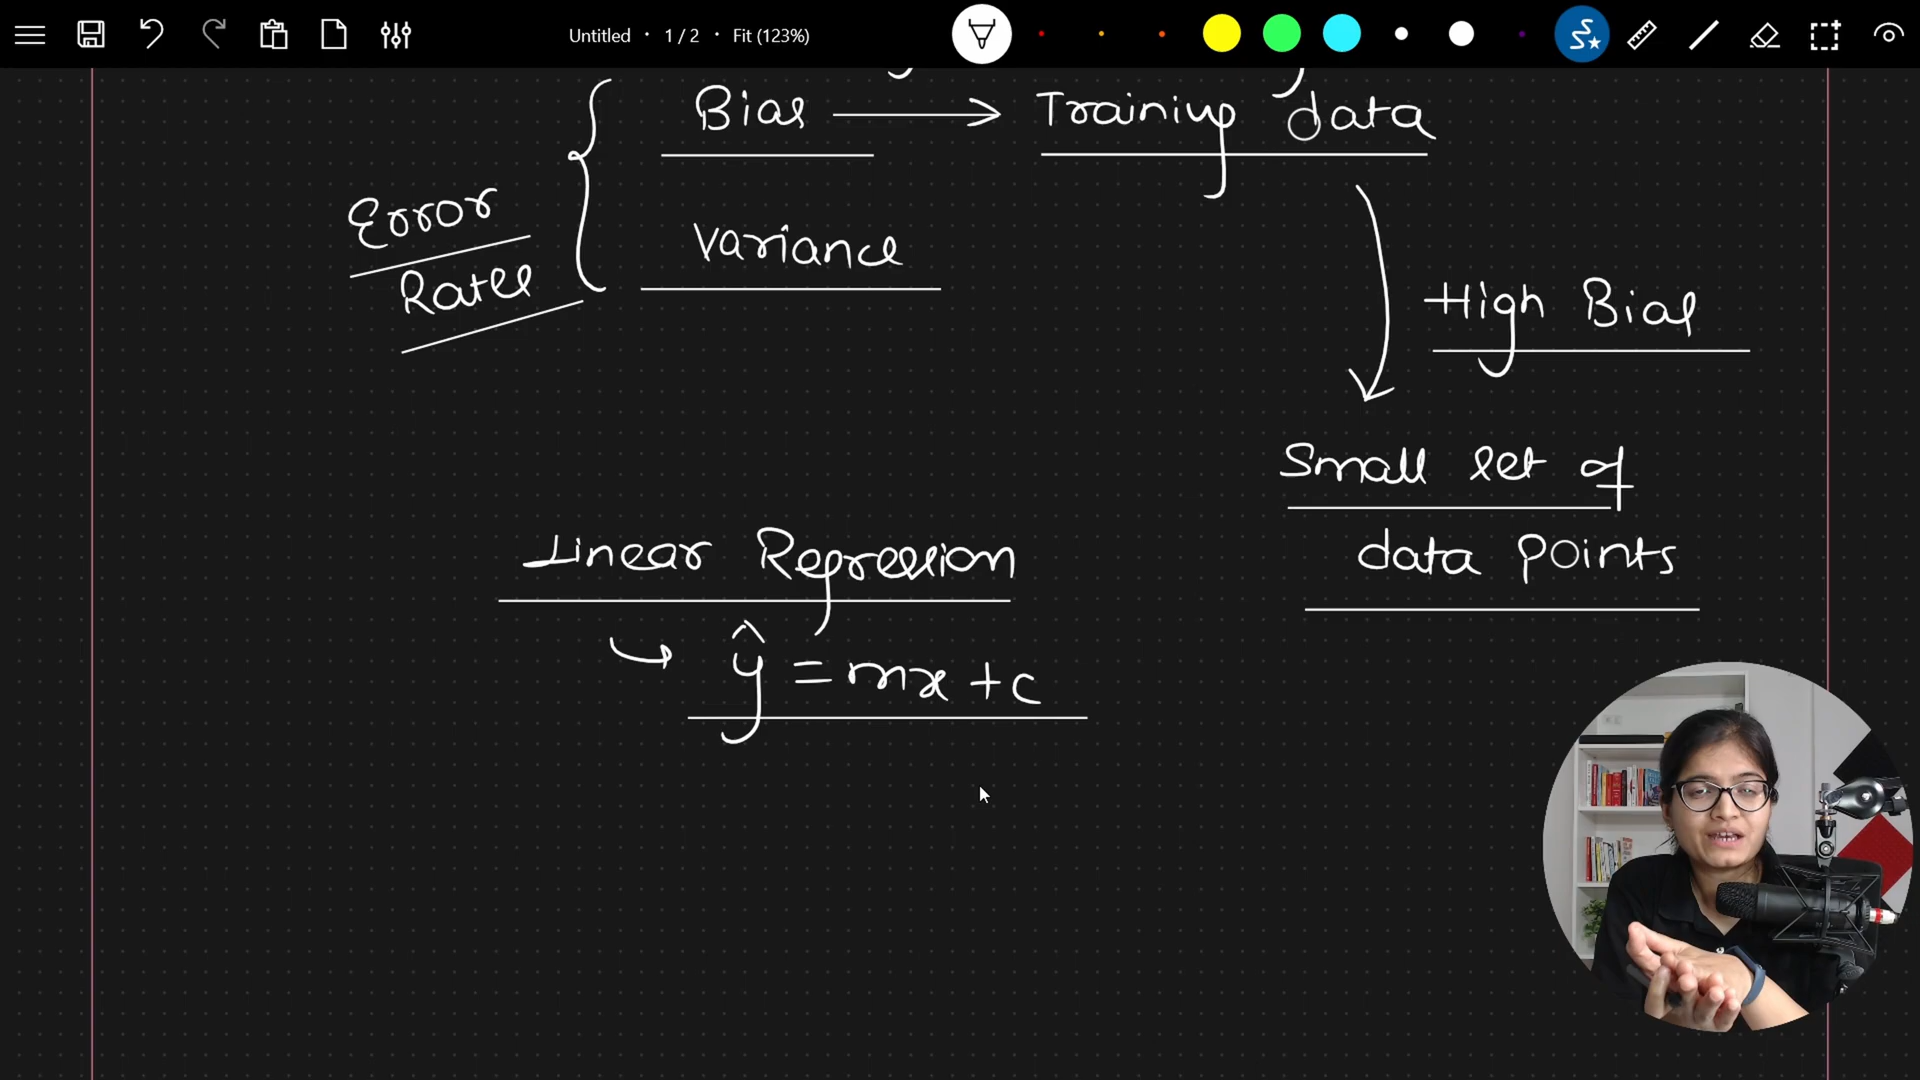 Untitled • 1 / 2 • Fit (123%)
Bias → Training data
Error
Rates
Variance
High Bias
Small set of
data points
Linear Regression
ŷ = mx + c